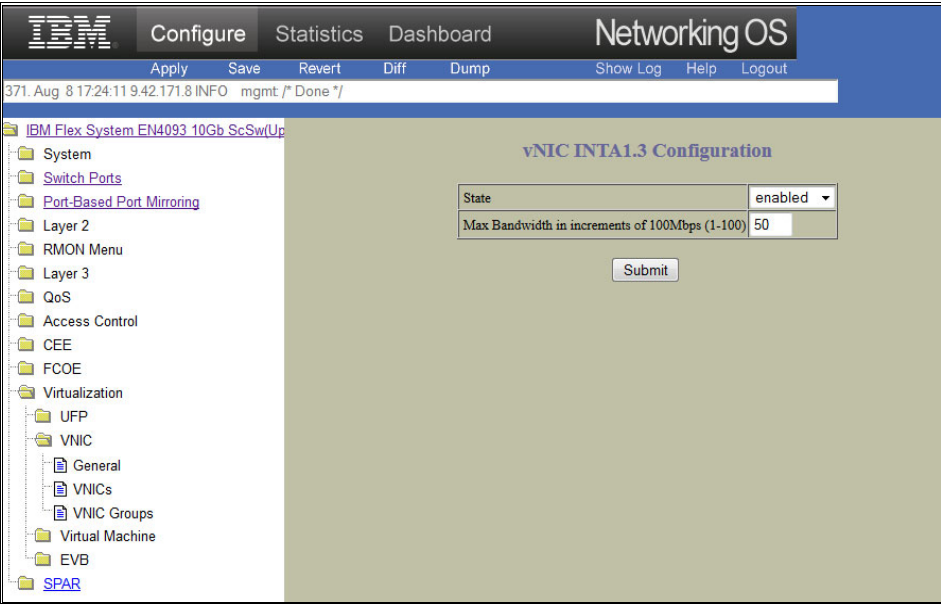 IBM Configure Statistics Dashboard Networking OS
Apply Save Revert Diff Dump Show Log Help Logout
371. Aug 8 17:24:11 9.42.171.8 INFO mgmt: /* Done */
IBM Flex System EN4093 10Gb ScSw(Up
System
Switch Ports
Port-Based Port Mirroring
Layer 2
RMON Menu
Layer 3
QoS
Access Control
CEE
FCOE
Virtualization
UFP
VNIC
General
VNICs
VNIC Groups
Virtual Machine
EVB
SPAR
vNIC INTA1.3 Configuration
State enabled
Max Bandwidth in increments of 100Mbps (1-100) 50
Submit